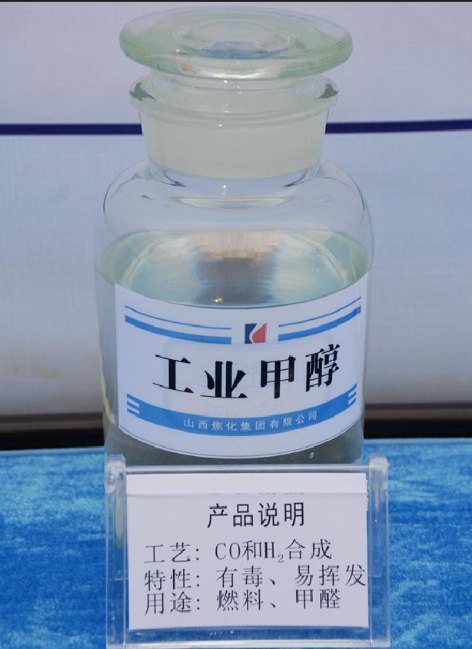 工业甲醇
山西焦化集团有限公司
产品说明
工艺: CO和H₂合成
特性: 有毒、易挥发
用途: 燃料、甲醛